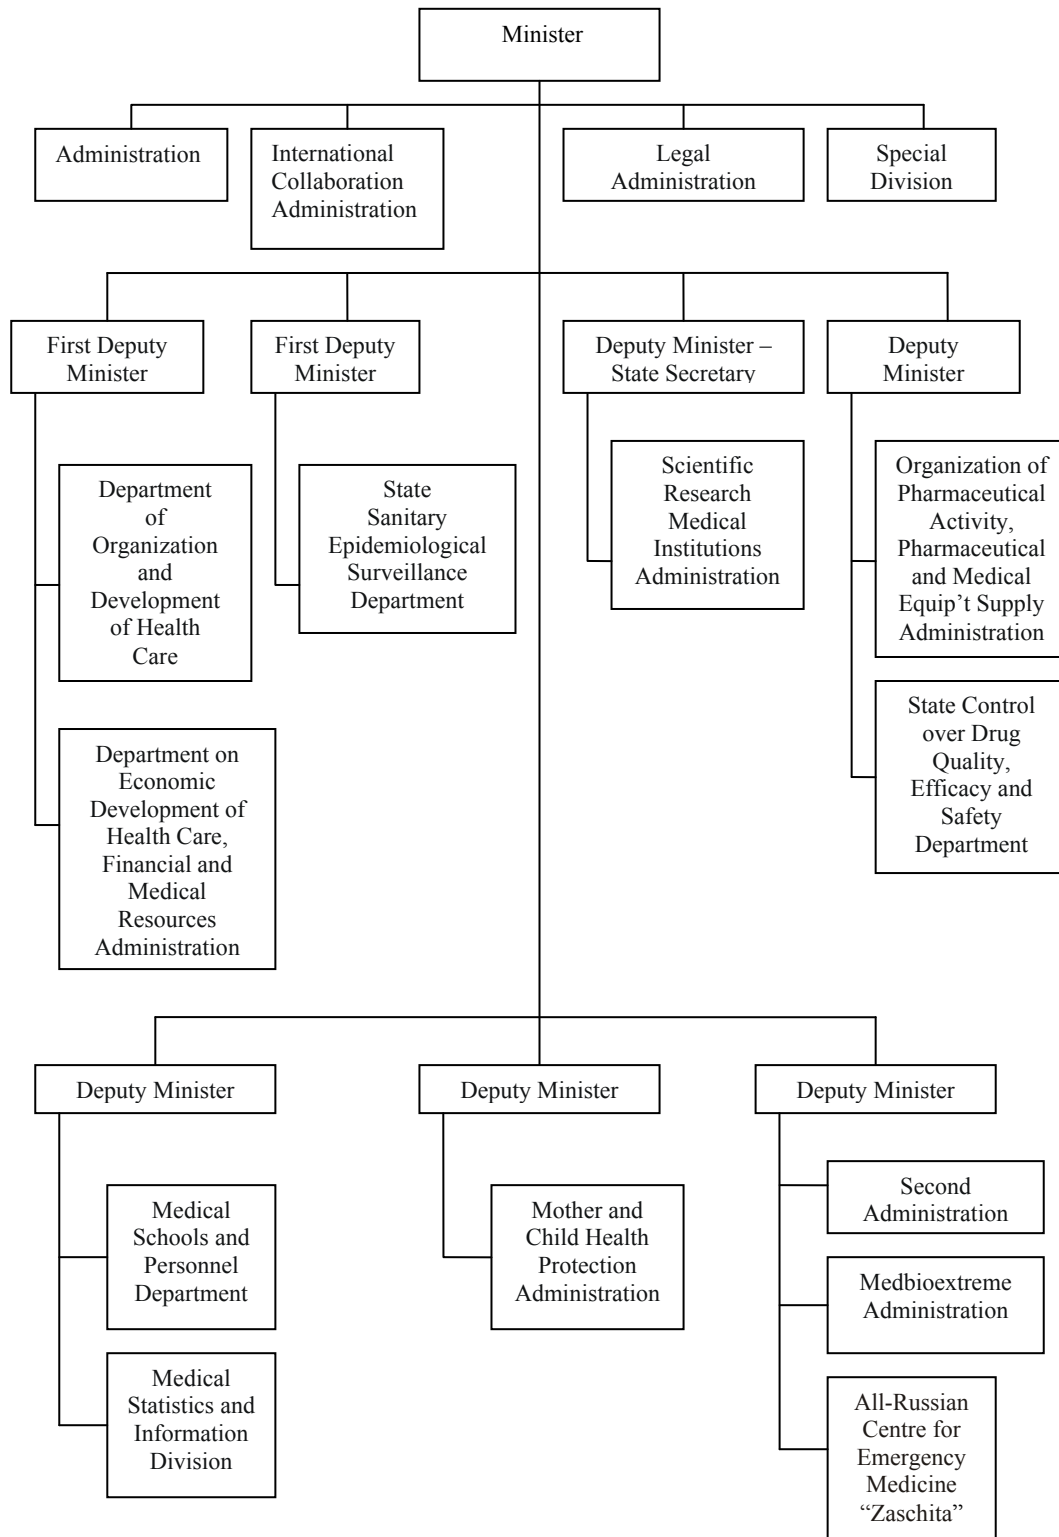 Minister
Administration
International
Collaboration
Administration
Legal
Administration
Special
Division
First Deputy
Minister
First Deputy
Minister
Deputy Minister –
State Secretary
Deputy
Minister
Department
of
Organization
and
Development
of Health
Care
State
Sanitary
Epidemiological
Surveillance
Department
Scientific
Research
Medical
Institutions
Administration
Organization of
Pharmaceutical
Activity,
Pharmaceutical
and Medical
Equip’t Supply
Administration
State Control
over Drug
Quality,
Efficacy and
Safety
Department
Department on
Economic
Development of
Health Care,
Financial and
Medical
Resources
Administration
Deputy Minister
Deputy Minister
Deputy Minister
Medical
Schools and
Personnel
Department
Medical
Statistics and
Information
Division
Mother and
Child Health
Protection
Administration
Second
Administration
Medbioextreme
Administration
All-Russian
Centre for
Emergency
Medicine
“Zaschita”